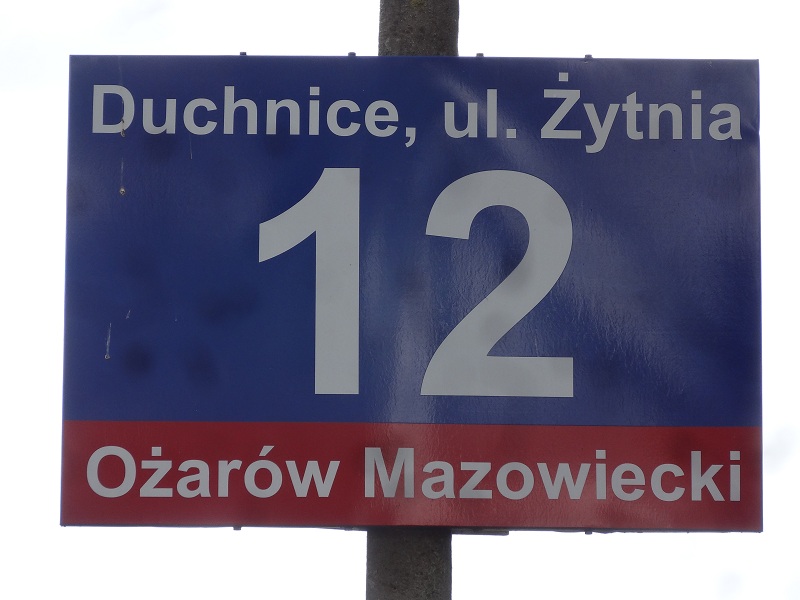 Duchnice, ul. Żytnia
12
Ożarów Mazowiecki